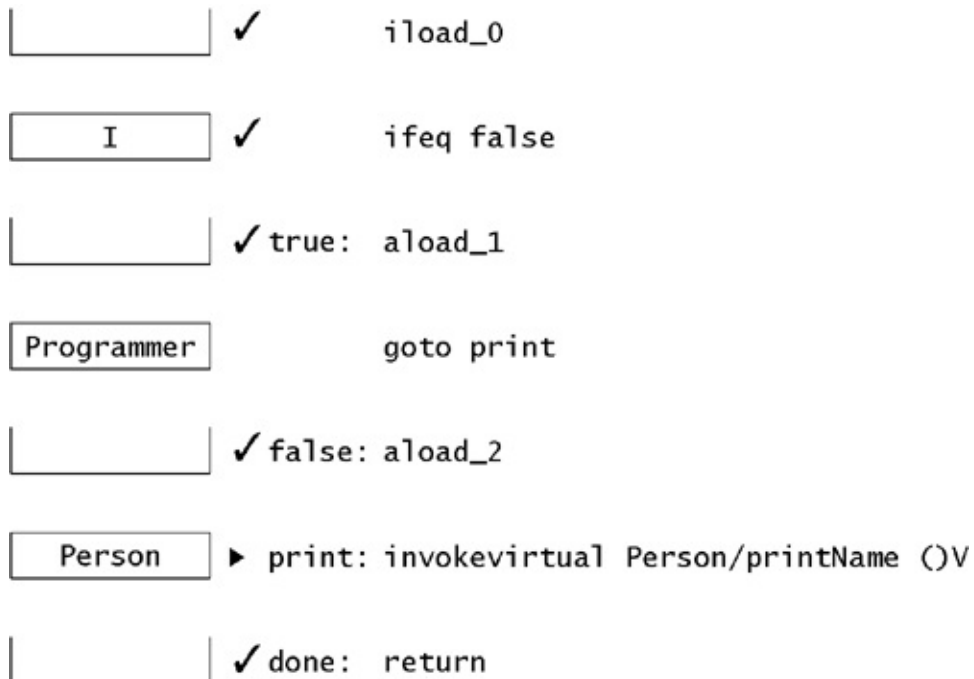 ✓ iload_0
I ✓ ifeq false
✓ true: aload_1
Programmer goto print
✓ false: aload_2
Person ▶ print: invokevirtual Person/printName ()V
✓ done: return